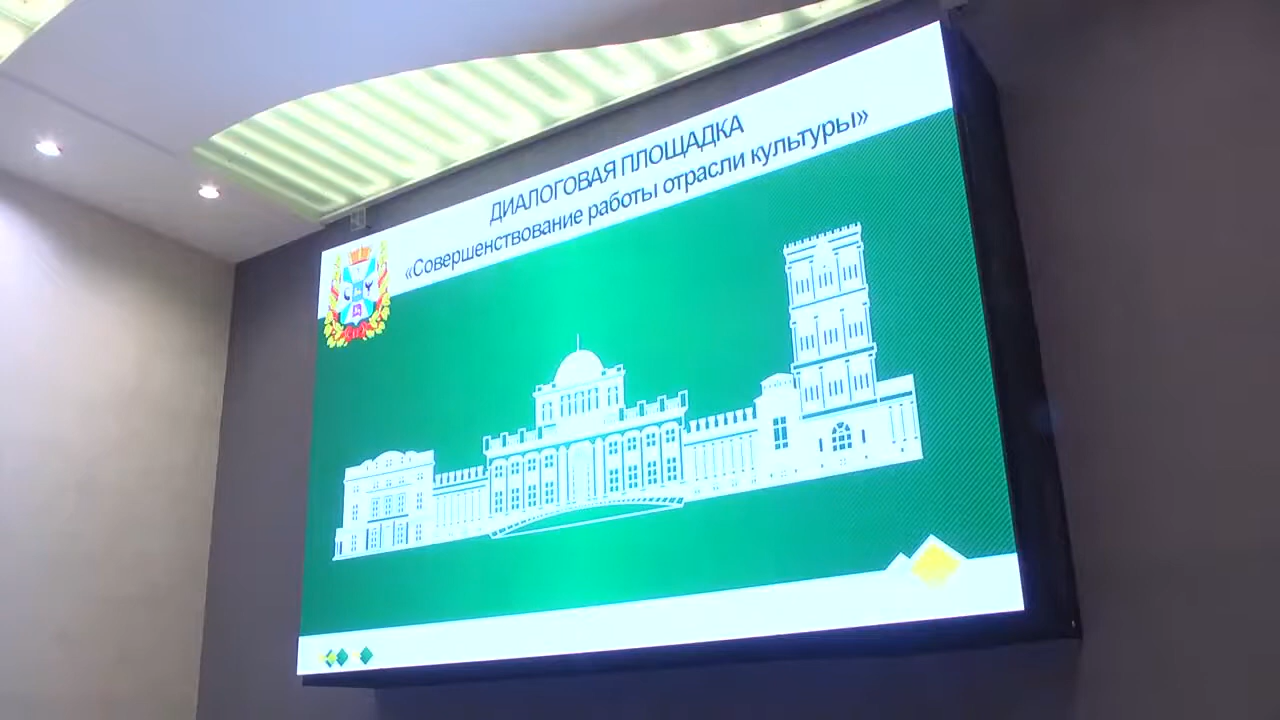 ДИАЛОГОВАЯ ПЛОЩАДКА
«Совершенствование работы отрасли культуры»